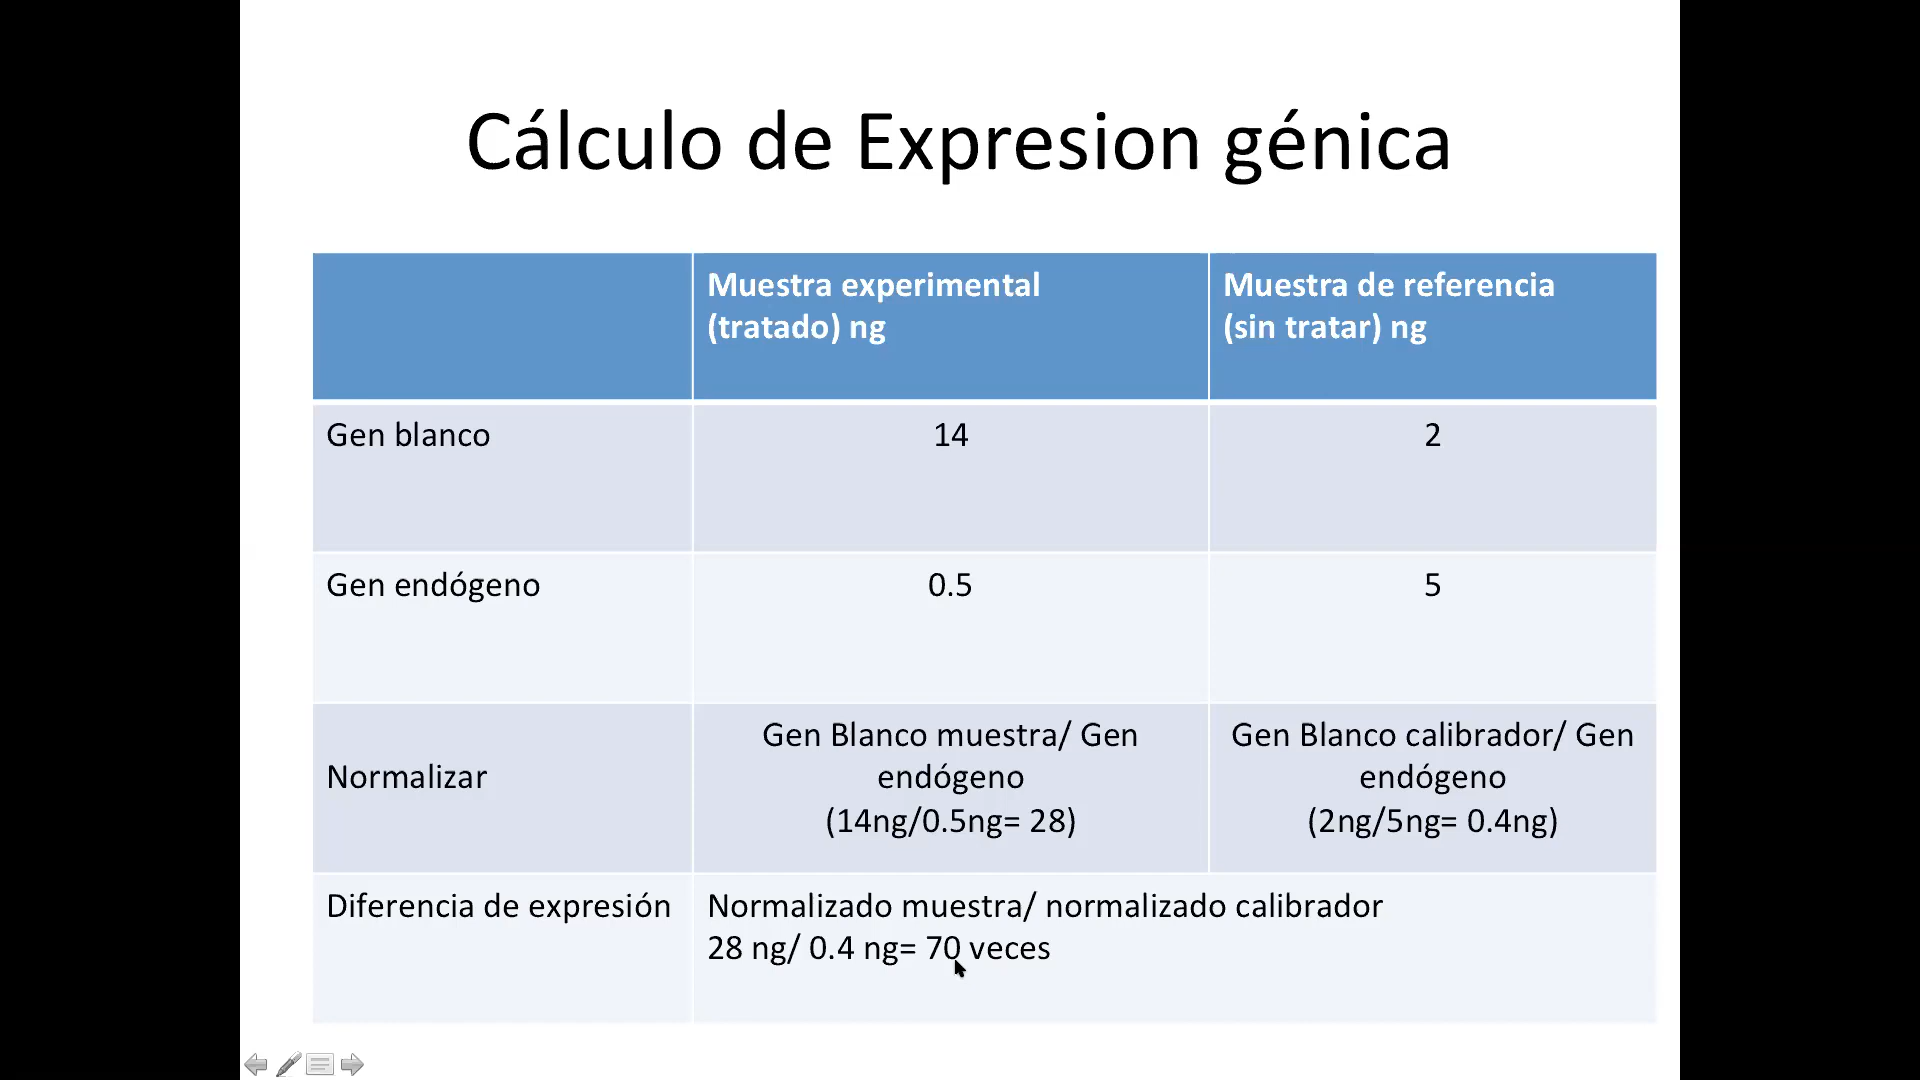 Cálculo de Expresion génica
Muestra experimental
(tratado) ng
Muestra de referencia
(sin tratar) ng
Gen blanco
14
2
Gen endógeno
0.5
5
Normalizar
Gen Blanco muestra/ Gen
endógeno
(14ng/0.5ng= 28)
Gen Blanco calibrador/ Gen
endógeno
(2ng/5ng= 0.4ng)
Diferencia de expresión
Normalizado muestra/ normalizado calibrador
28 ng/ 0.4 ng= 70 veces